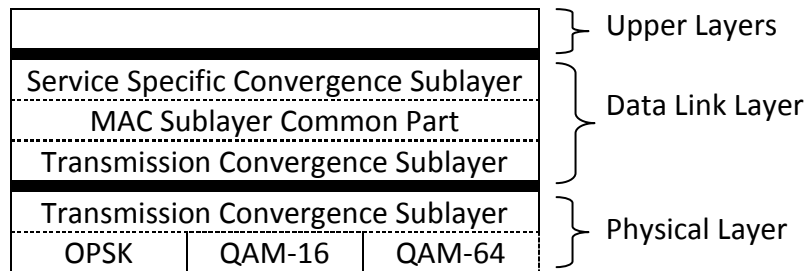 Upper Layers
Service Specific Convergence Sublayer
MAC Sublayer Common Part
Transmission Convergence Sublayer
Data Link Layer
Transmission Convergence Sublayer
OPSK QAM-16 QAM-64
Physical Layer